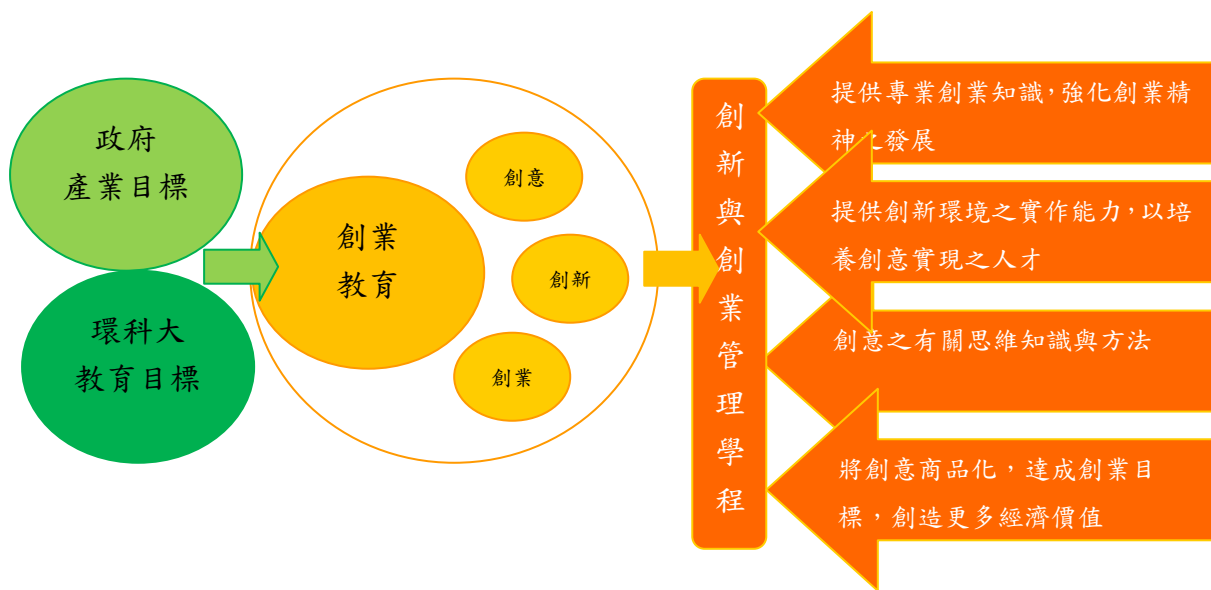 政府
產業目標
環科大
教育目標
創業
教育
創意
創新
創業
創新與創業管理學程
提供專業創業知識，強化創業精
神之發展
提供創新環境之實作能力，以培
養創意實現之人才
創意之有關思維知識與方法
將創意商品化，達成創業目
標，創造更多經濟價值